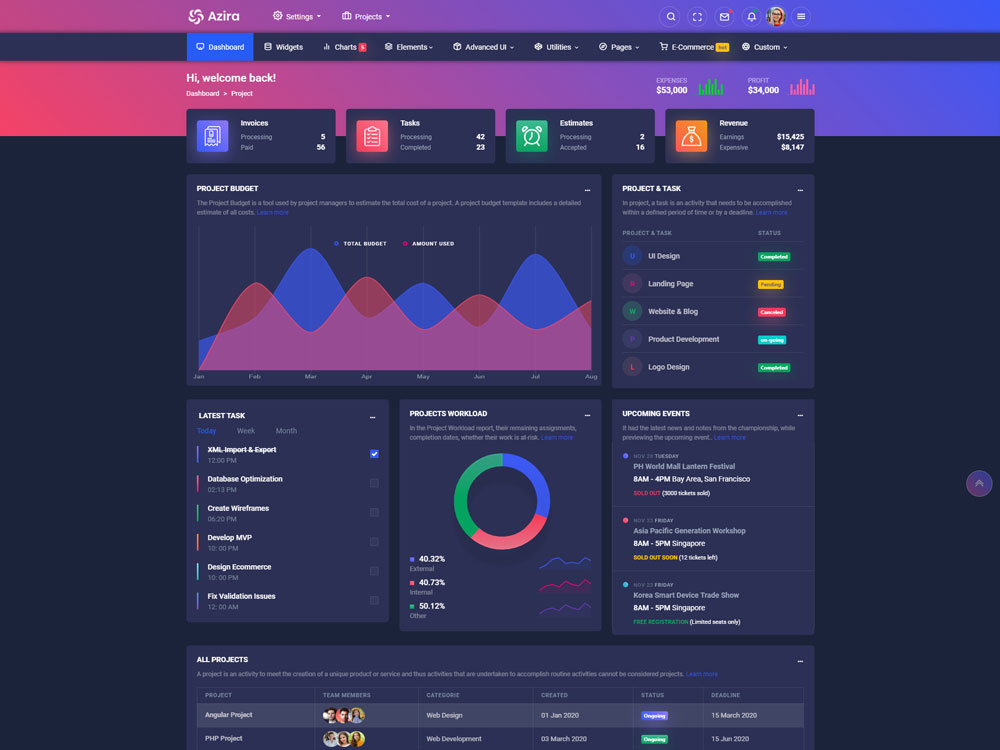 Azira
Settings
Projects
Dashboard
Widgets
Charts 5
Elements
Advanced UI
Utilities
Pages
E-Commerce hot
Custom
Hi, welcome back!
Dashboard > Project
EXPENSES
$53,000
PROFIT
$34,000
Invoices
Processing 5
Paid 56
Tasks
Processing 42
Completed 23
Estimates
Processing 2
Accepted 16
Revenue
Earnings $15,425
Expensive $8,147
PROJECT BUDGET
The Project Budget is a tool used by project managers to estimate the total cost of a project. A project budget template includes a detailed
estimate of all costs. Learn more
TOTAL BUDGET AMOUNT USED
Jan Feb Mar Apr May Jun Jul Aug
PROJECT & TASK
In project, a task is an activity that needs to be accomplished
within a defined period of time or by a deadline. Learn more
PROJECT & TASK STATUS
U UI Design Completed
R Landing Page Pending
W Website & Blog Canceled
P Product Development on-going
L Logo Design Completed
LATEST TASK
Today Week Month
XML Import & Export
12:00 PM
Database Optimization
02:13 PM
Create Wireframes
06:20 PM
Develop MVP
10: 00 PM
Design Ecommerce
10: 00 PM
Fix Validation Issues
12: 00 AM
PROJECTS WORKLOAD
In the Project Workload report, their remaining assignments,
completion dates, whether their work is at-risk. Learn more
40.32%
External
40.73%
Internal
50.12%
Other
UPCOMING EVENTS
It had the latest news and notes from the championship, while
previewing the upcoming event.. Learn more
NOV 20 TUESDAY
PH World Mall Lantern Festival
8AM - 4PM Bay Area, San Francisco
SOLD OUT (3000 tickets sold)
NOV 23 FRIDAY
Asia Pacific Generation Workshop
8AM - 5PM Singapore
SOLD OUT SOON (12 tickets left)
NOV 23 FRIDAY
Korea Smart Device Trade Show
8AM - 5PM Singapore
FREE REGISTRATION (Limited seats only)
ALL PROJECTS
A project is an activity to meet the creation of a unique product or service and thus activities that are undertaken to accomplish routine activities cannot be considered projects. Learn more
PROJECT TEAM MEMBERS CATEGORIE CREATED STATUS DEADLINE
Angular Project Web Design 01 Jan 2020 Ongoing 15 March 2020
PHP Project Web Development 03 March 2020 Ongoing 15 Jun 2020